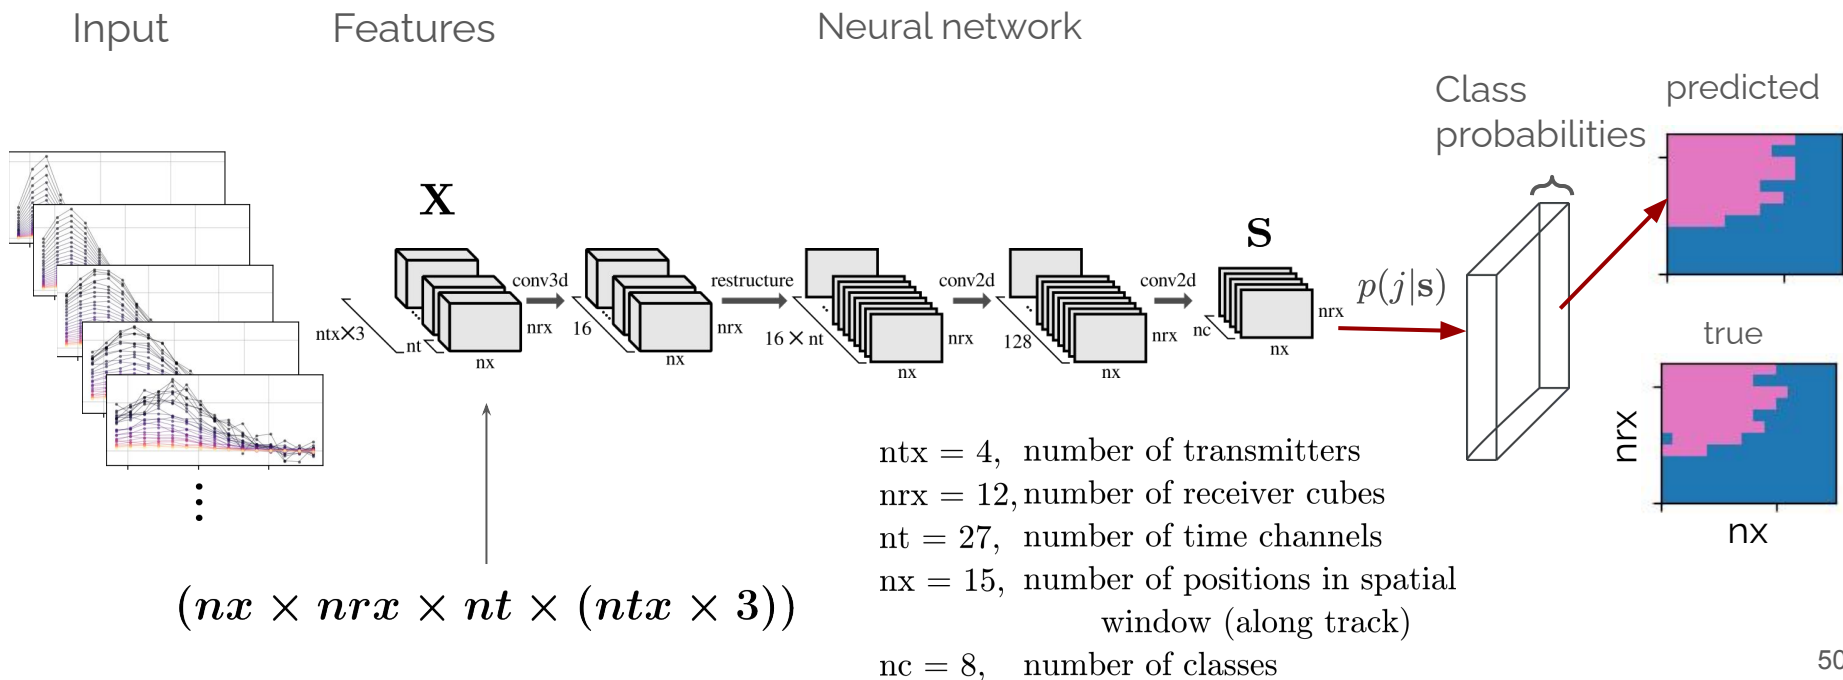 Input
Features
Neural network
Class
probabilities
predicted
X
S
conv3d
restructure
conv2d
conv2d
p(j|s)
ntx×3
nt
nx
nrx
16
nx
nrx
16 × nt
nx
nrx
128
nx
nrx
nc
nx
nrx
true
nrx
nx
(nx × nrx × nt × (ntx × 3))
ntx = 4, number of transmitters
nrx = 12, number of receiver cubes
nt = 27, number of time channels
nx = 15, number of positions in spatial
window (along track)
nc = 8, number of classes
50